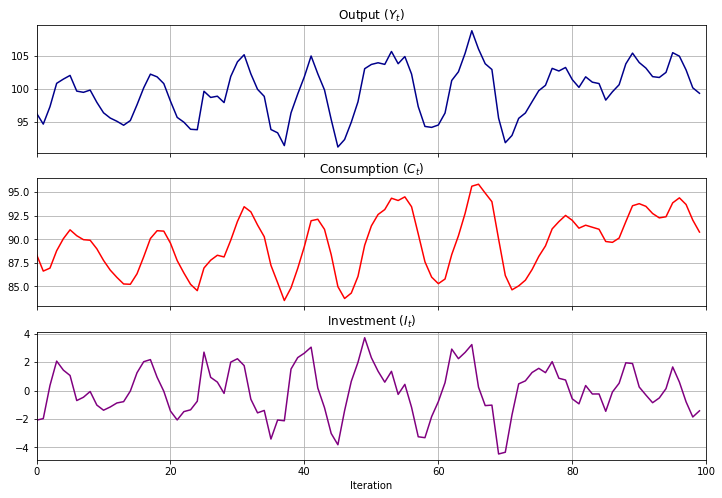 Output (Y_t)
105
100
95
Consumption (C_t)
95.0
92.5
90.0
87.5
85.0
Investment (I_t)
4
2
0
−2
−4
0 20 40 60 80 100
Iteration